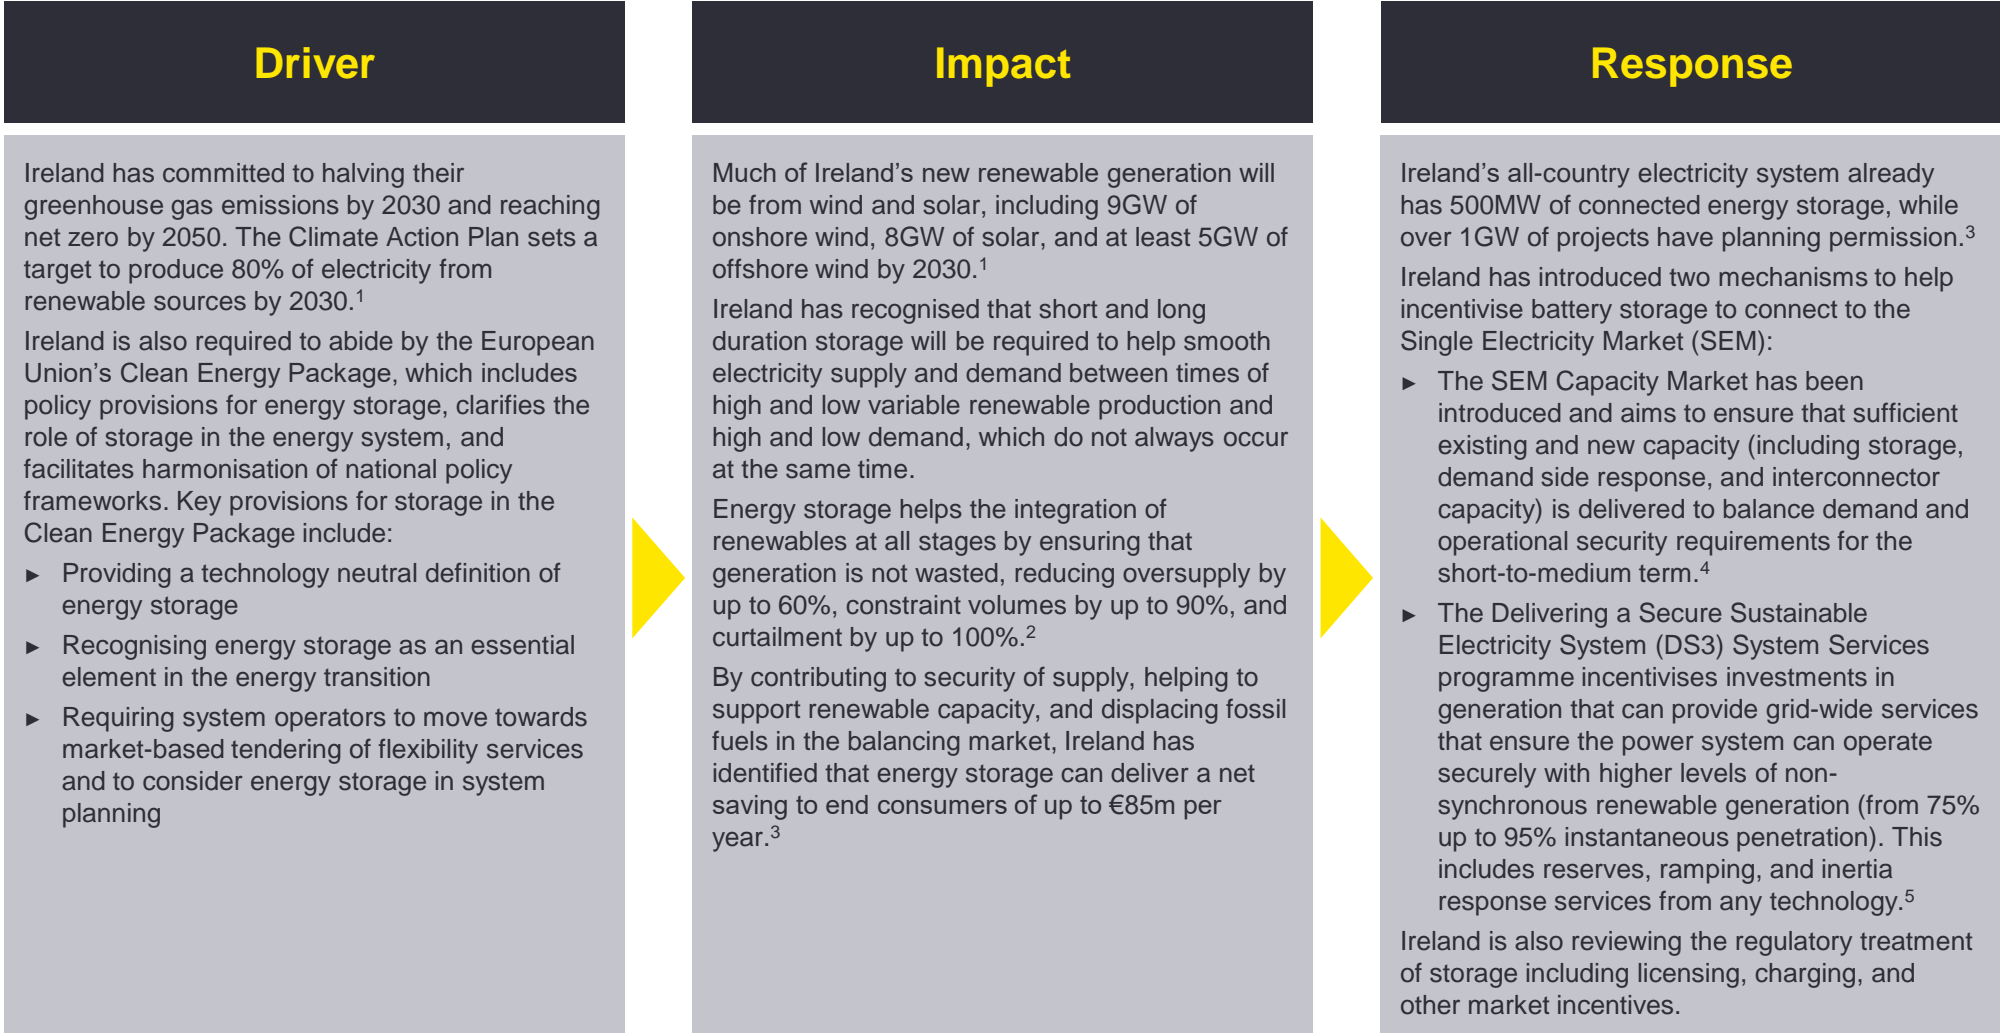 Driver
Ireland has committed to halving their
greenhouse gas emissions by 2030 and reaching
net zero by 2050. The Climate Action Plan sets a
target to produce 80% of electricity from
renewable sources by 2030.¹
Ireland is also required to abide by the European
Union's Clean Energy Package, which includes
policy provisions for energy storage, clarifies the
role of storage in the energy system, and
facilitates harmonisation of national policy
frameworks. Key provisions for storage in the
Clean Energy Package include:
► Providing a technology neutral definition of
energy storage
► Recognising energy storage as an essential
element in the energy transition
► Requiring system operators to move towards
market-based tendering of flexibility services
and to consider energy storage in system
planning
Impact
Much of Ireland's new renewable generation will
be from wind and solar, including 9GW of
onshore wind, 8GW of solar, and at least 5GW of
offshore wind by 2030.¹
Ireland has recognised that short and long
duration storage will be required to help smooth
electricity supply and demand between times of
high and low variable renewable production and
high and low demand, which do not always occur
at the same time.
Energy storage helps the integration of
renewables at all stages by ensuring that
generation is not wasted, reducing oversupply by
up to 60%, constraint volumes by up to 90%, and
curtailment by up to 100%.²
By contributing to security of supply, helping to
support renewable capacity, and displacing fossil
fuels in the balancing market, Ireland has
identified that energy storage can deliver a net
saving to end consumers of up to €85m per
year.³
Response
Ireland's all-country electricity system already
has 500MW of connected energy storage, while
over 1GW of projects have planning permission.³
Ireland has introduced two mechanisms to help
incentivise battery storage to connect to the
Single Electricity Market (SEM):
► The SEM Capacity Market has been
introduced and aims to ensure that sufficient
existing and new capacity (including storage,
demand side response, and interconnector
capacity) is delivered to balance demand and
operational security requirements for the
short-to-medium term.⁴
► The Delivering a Secure Sustainable
Electricity System (DS3) System Services
programme incentivises investments in
generation that can provide grid-wide services
that ensure the power system can operate
securely with higher levels of non-
synchronous renewable generation (from 75%
up to 95% instantaneous penetration). This
includes reserves, ramping, and inertia
response services from any technology.⁵
Ireland is also reviewing the regulatory treatment
of storage including licensing, charging, and
other market incentives.